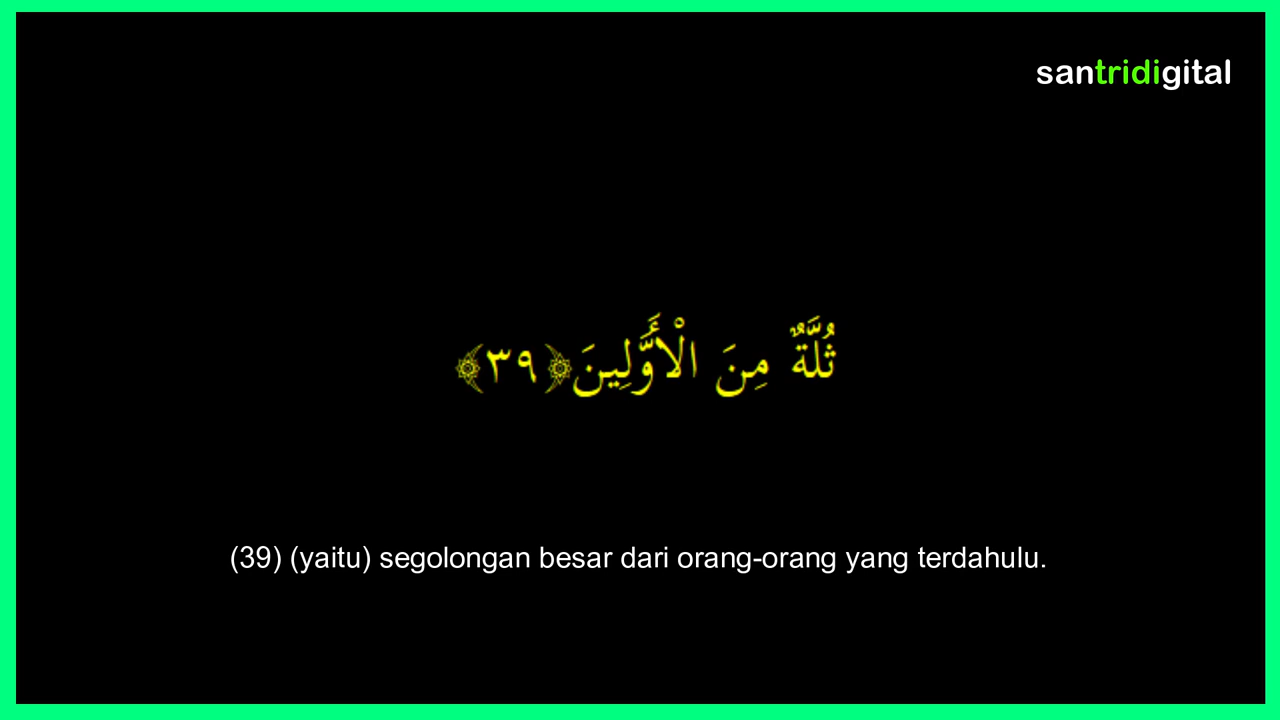 santridigital
ثُلَّةٌ مِنَ الْأَوَّلِينَ ﴿٣٩﴾
(39) (yaitu) segolongan besar dari orang-orang yang terdahulu.